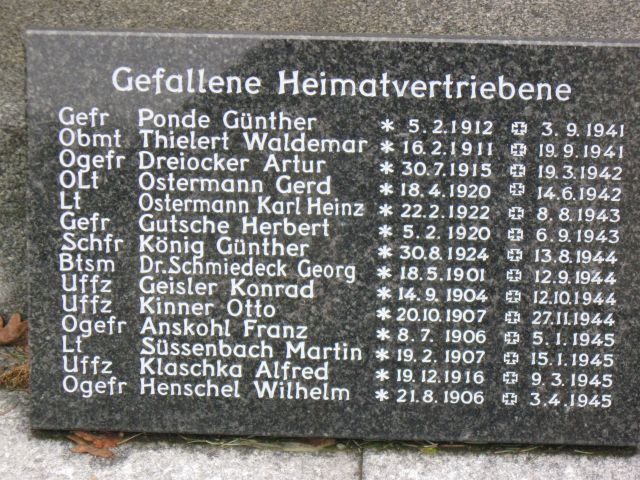 Gefallene Heimatvertriebene
Gefr Ponde Günther * 5.2.1912 ✠ 3.9.1941
Obmt Thielert Waldemar * 16.2.1911 ✠ 19.9.1941
Ogefr Dreiocker Artur * 30.7.1915 ✠ 19.3.1942
OLt Ostermann Gerd * 18.4.1920 ✠ 14.6.1942
Lt Ostermann Karl Heinz * 22.2.1922 ✠ 8.8.1943
Gefr Gutsche Herbert * 5.2.1920 ✠ 6.9.1943
Schfr König Günther * 30.8.1924 ✠ 13.8.1944
Btsm Dr. Schmiedeck Georg * 18.5.1901 ✠ 12.9.1944
Uffz Geisler Konrad * 14.9.1904 ✠ 12.10.1944
Uffz Kinner Otto * 20.10.1907 ✠ 27.11.1944
Ogefr Anskohl Franz * 8.7.1906 ✠ 5.1.1945
Lt Süssenbach Martin * 19.2.1907 ✠ 15.1.1945
Uffz Klaschka Alfred * 19.12.1916 ✠ 9.3.1945
Ogefr Henschel Wilhelm * 21.8.1906 ✠ 3.4.1945